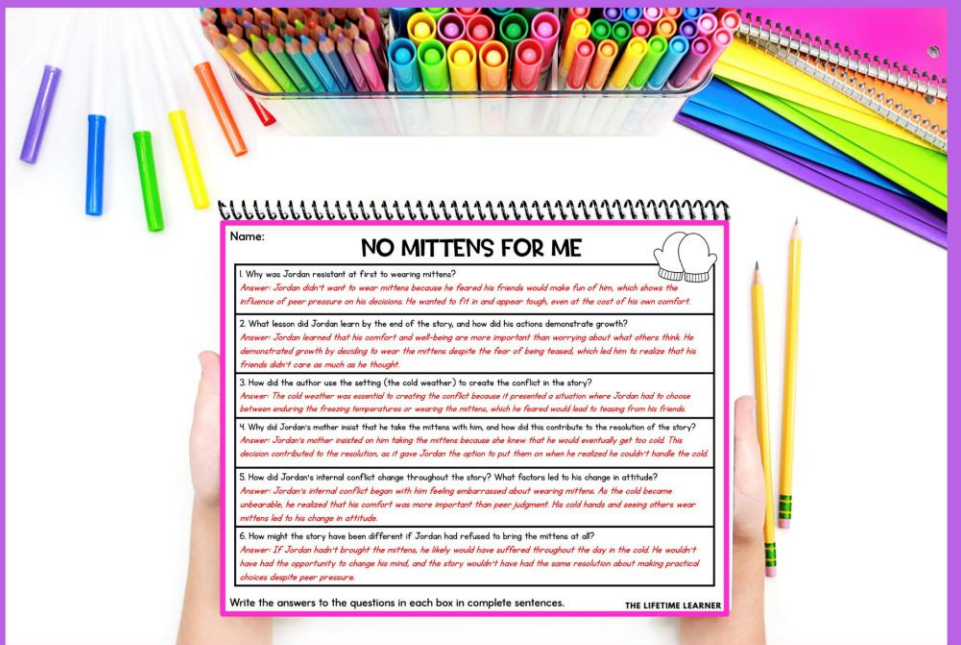 Name:
NO MITTENS FOR ME
1. Why was Jordan resistant at first to wearing mittens?
Answer: Jordan didn't want to wear mittens because he feared his friends would make fun of him, which shows the
influence of peer pressure on his decisions. He wanted to fit in and appear tough, even at the cost of his own comfort.
2. What lesson did Jordan learn by the end of the story, and how did his actions demonstrate growth?
Answer: Jordan learned that his comfort and well-being are more important than worrying about what others think. He
demonstrated growth by deciding to wear the mittens despite the fear of being teased, which led him to realize that his
friends didn't care as much as he thought.
3. How did the author use the setting (the cold weather) to create the conflict in the story?
Answer: The cold weather was essential to creating the conflict because it presented a situation where Jordan had to choose
between enduring the freezing temperatures or wearing the mittens, which he feared would lead to teasing from his friends.
4. Why did Jordan's mother insist that he take the mittens with him, and how did this contribute to the resolution of the story?
Answer: Jordan's mother insisted on him taking the mittens because she knew that he would eventually get too cold. This
decision contributed to the resolution, as it gave Jordan the option to put them on when he realized he couldn't handle the cold.
5. How did Jordan's internal conflict change throughout the story? What factors led to his change in attitude?
Answer: Jordan's internal conflict began with him feeling embarrassed about wearing mittens. As the cold became
unbearable, he realized that his comfort was more important than peer judgment. His cold hands and seeing others wear
mittens led to his change in attitude.
6. How might the story have been different if Jordan had refused to bring the mittens at all?
Answer: If Jordan hadn't brought the mittens, he likely would have suffered throughout the day in the cold. He wouldn't
have had the opportunity to change his mind, and the story wouldn't have had the same resolution about making practical
choices despite peer pressure.
Write the answers to the questions in each box in complete sentences.
THE LIFETIME LEARNER